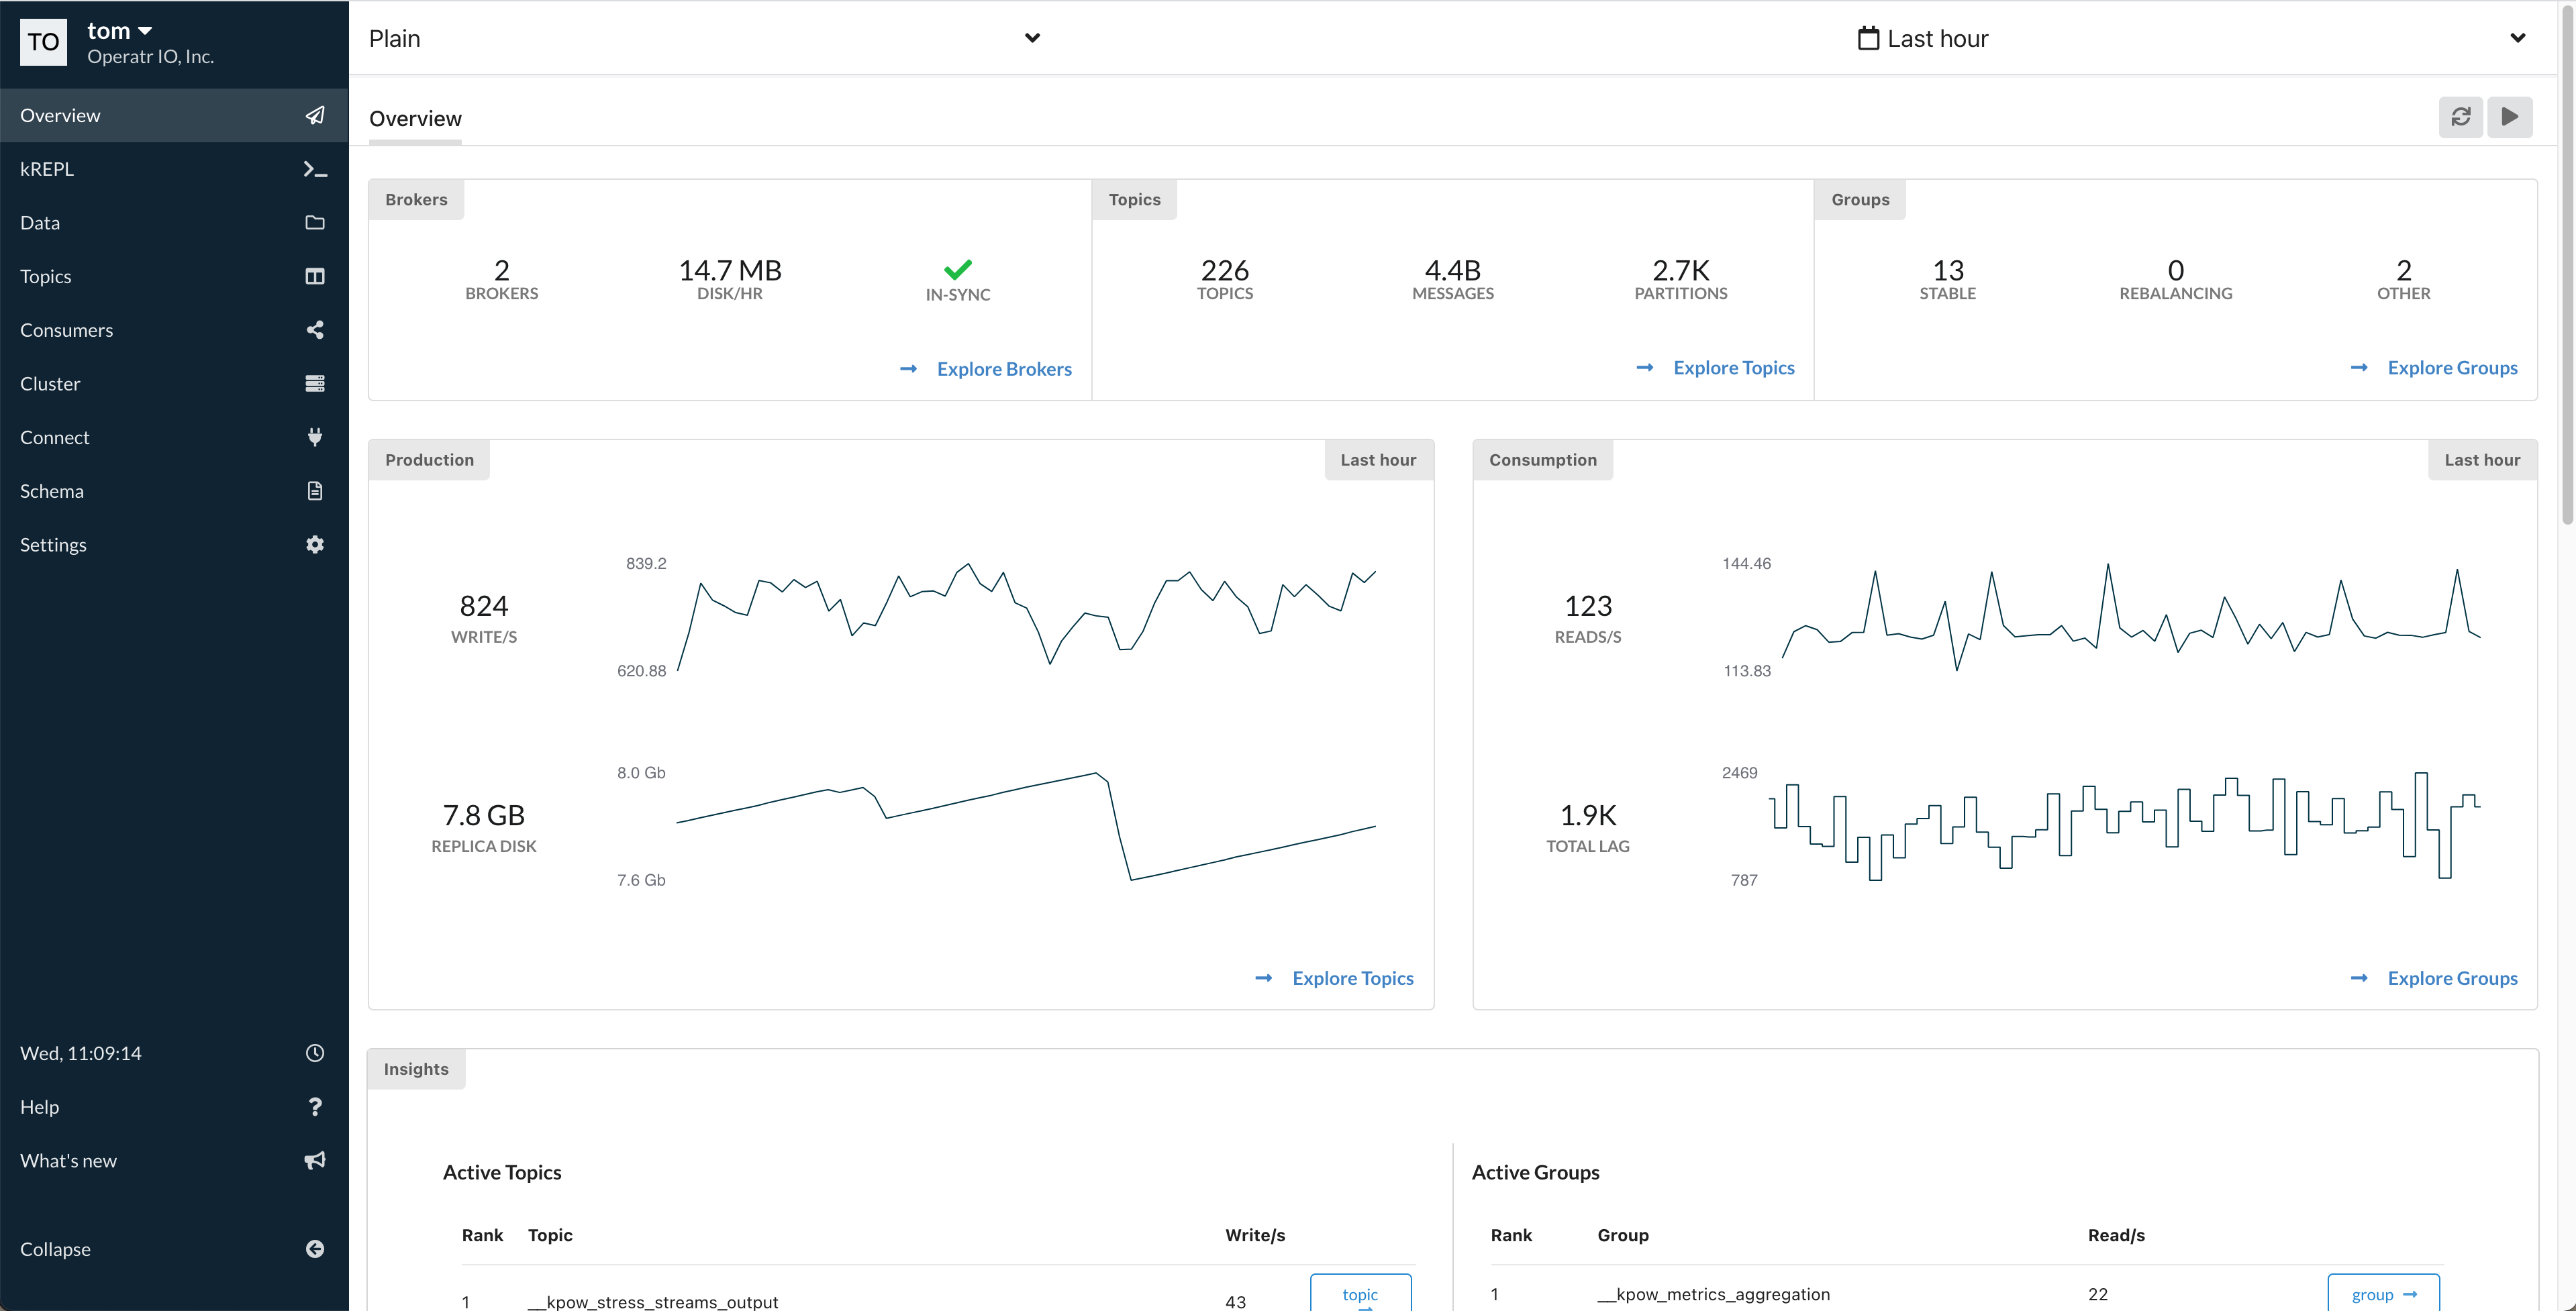 TO
tom
Operatr IO, Inc.
Overview
kREPL
Data
Topics
Consumers
Cluster
Connect
Schema
Settings
Wed, 11:09:14
Help
What's new
Collapse
Plain
Last hour
Overview
Brokers
2
BROKERS
14.7 MB
DISK/HR
IN-SYNC
Explore Brokers
Topics
226
TOPICS
4.4B
MESSAGES
2.7K
PARTITIONS
Explore Topics
Groups
13
STABLE
0
REBALANCING
2
OTHER
Explore Groups
Production
Last hour
824
WRITE/S
839.2
620.88
7.8 GB
REPLICA DISK
8.0 Gb
7.6 Gb
Explore Topics
Consumption
Last hour
123
READS/S
144.46
113.83
1.9K
TOTAL LAG
2469
787
Explore Groups
Insights
Active Topics
Rank Topic Write/s
1 __kpow_stress_streams_output 43 topic
Active Groups
Rank Group Read/s
1 __kpow_metrics_aggregation 22 group